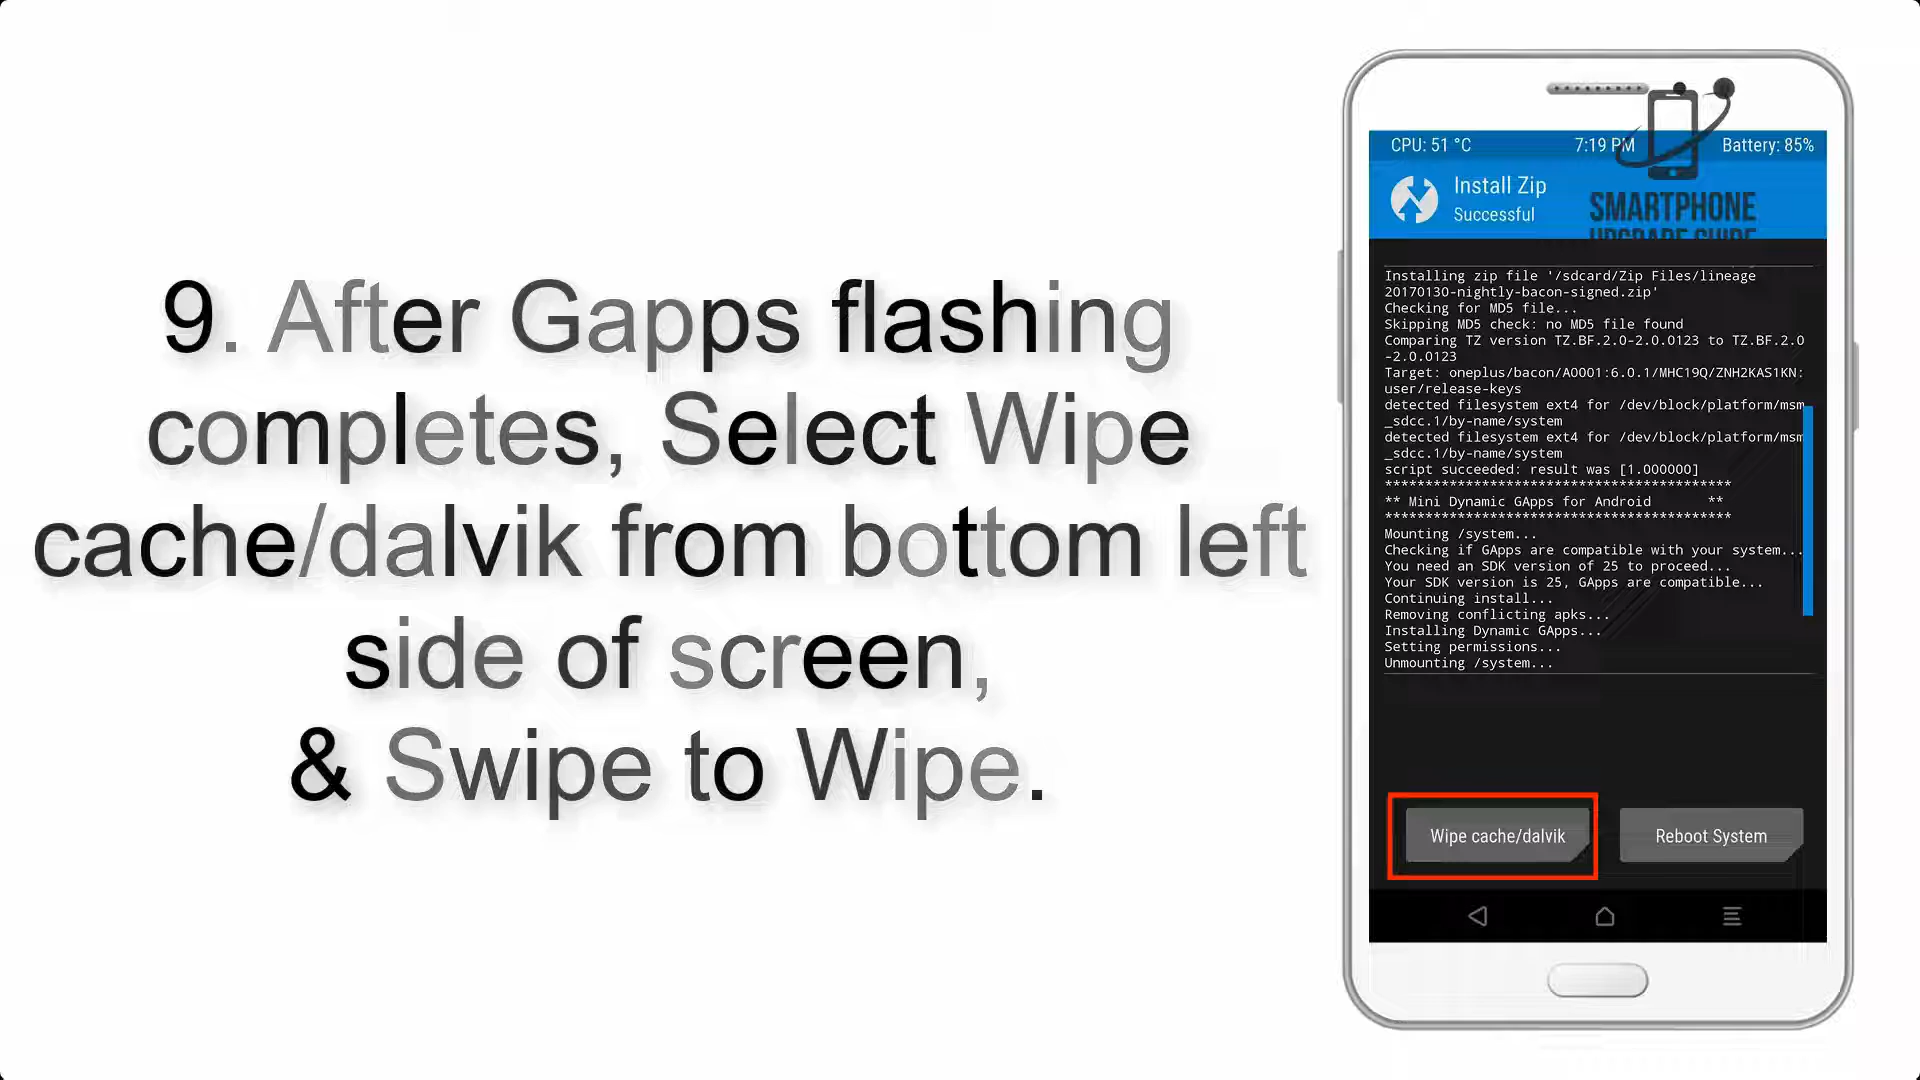 9. After Gapps flashing
completes, Select Wipe
cache/dalvik from bottom left
side of screen,
& Swipe to Wipe.
CPU: 51 °C 7:19 PM Battery: 85%
Install Zip
Successful
SMARTPHONE
UPGRADE GUIDE
Installing zip file '/sdcard/Zip Files/lineage
20170130-nightly-bacon-signed.zip'
Checking for MD5 file...
Skipping MD5 check: no MD5 file found
Comparing TZ version TZ.BF.2.0-2.0.0123 to TZ.BF.2.0
-2.0.0123
Target: oneplus/bacon/A0001:6.0.1/MHC19Q/ZNH2KAS1KN:
user/release-keys
detected filesystem ext4 for /dev/block/platform/msm
_sdcc.1/by-name/system
detected filesystem ext4 for /dev/block/platform/msm
_sdcc.1/by-name/system
script succeeded: result was [1.000000]
*******************************************
** Mini Dynamic GApps for Android **
*******************************************
Mounting /system...
Checking if GApps are compatible with your system...
You need an SDK version of 25 to proceed...
Your SDK version is 25, GApps are compatible...
Continuing install...
Removing conflicting apks...
Installing Dynamic GApps...
Setting permissions...
Unmounting /system...
Wipe cache/dalvik Reboot System